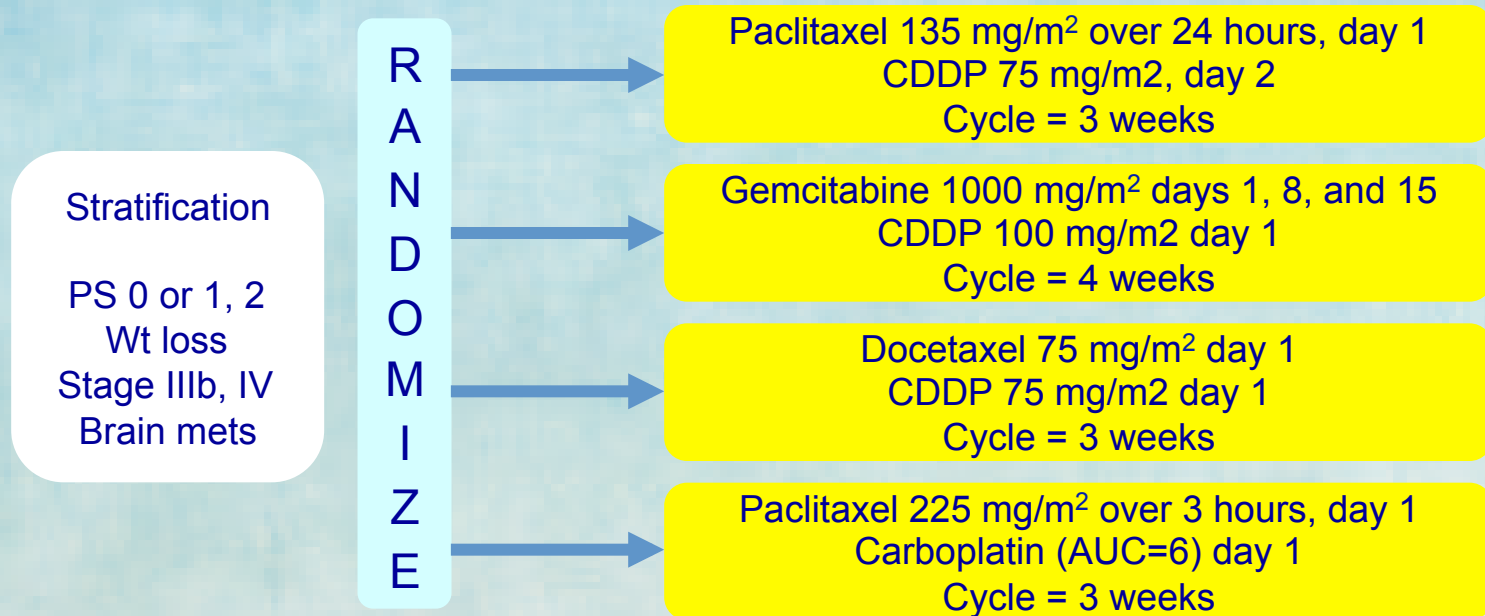 Stratification
PS 0 or 1, 2
Wt loss
Stage IIIb, IV
Brain mets
R
A
N
D
O
M
I
Z
E
Paclitaxel 135 mg/m² over 24 hours, day 1
CDDP 75 mg/m2, day 2
Cycle = 3 weeks
Gemcitabine 1000 mg/m² days 1, 8, and 15
CDDP 100 mg/m2 day 1
Cycle = 4 weeks
Docetaxel 75 mg/m² day 1
CDDP 75 mg/m2 day 1
Cycle = 3 weeks
Paclitaxel 225 mg/m² over 3 hours, day 1
Carboplatin (AUC=6) day 1
Cycle = 3 weeks